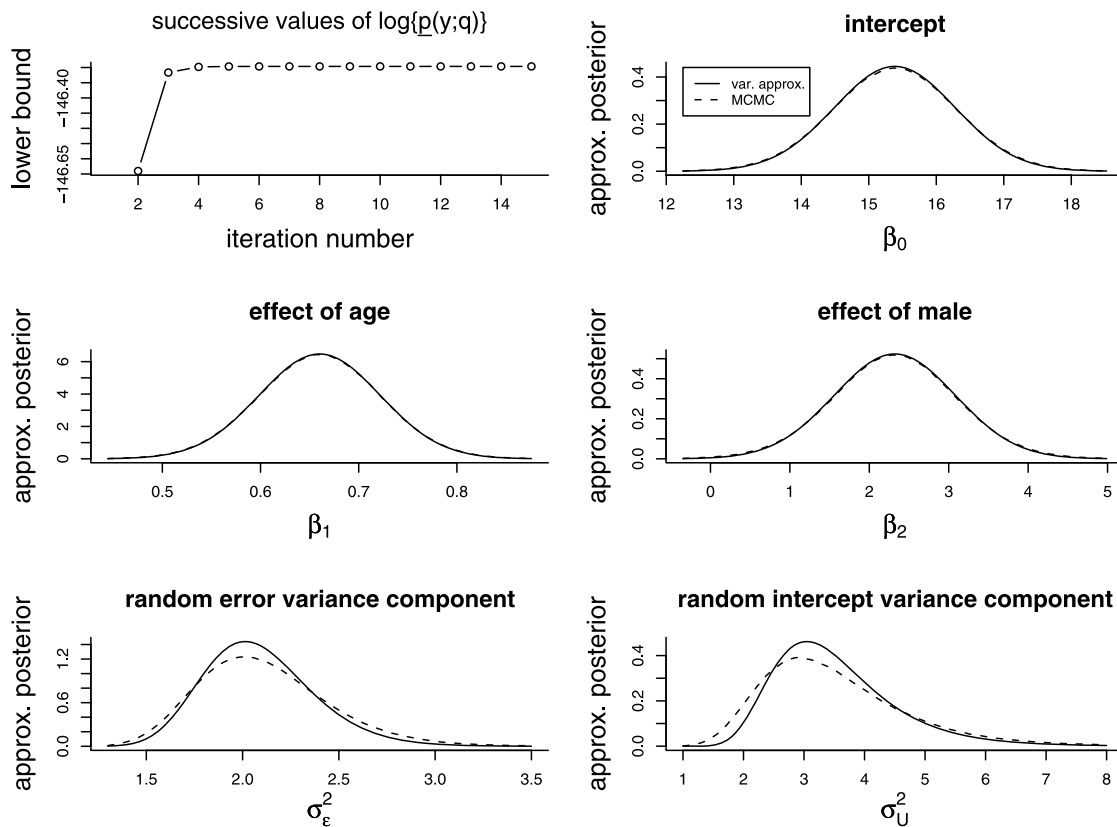 successive values of log{p(y;q)}
lower bound
−146.65
−146.40
2 4 6 8 10 12 14
iteration number
intercept
approx. posterior
0.0 0.2 0.4
var. approx.
MCMC
12 13 14 15 16 17 18
β0
effect of age
approx. posterior
0 2 4 6
0.5 0.6 0.7 0.8
β1
effect of male
approx. posterior
0.0 0.2 0.4
0 1 2 3 4 5
β2
random error variance component
approx. posterior
0.0 0.6 1.2
1.5 2.0 2.5 3.0 3.5
σε2
random intercept variance component
approx. posterior
0.0 0.2 0.4
1 2 3 4 5 6 7 8
σU2